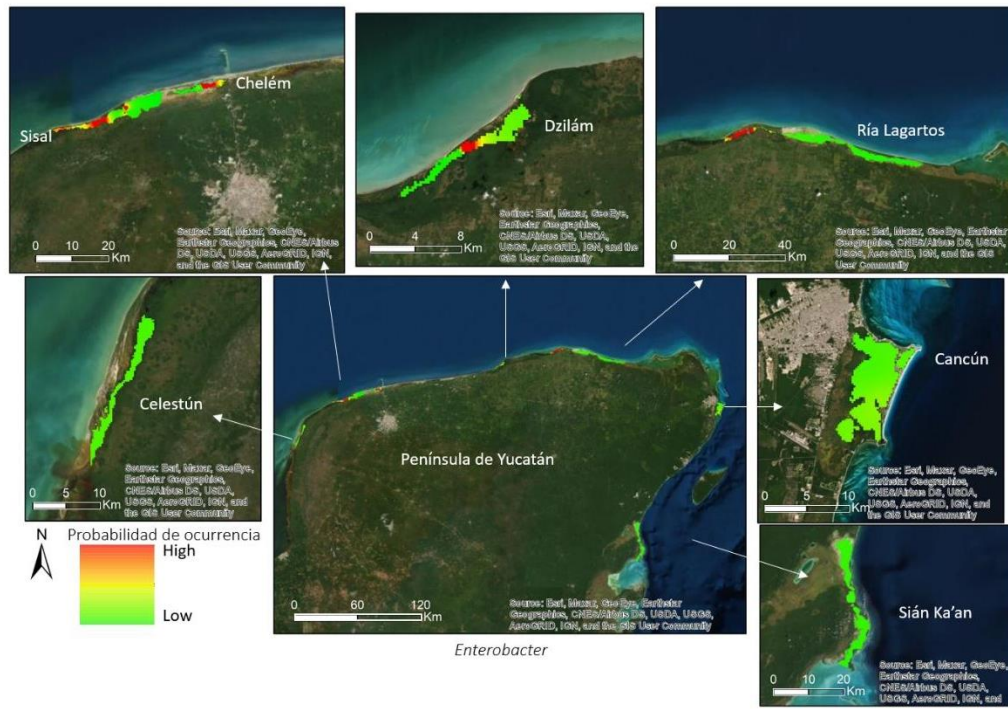 Chelém
Sisal
Source: Esri, Maxar, GeoEye,
Earthstar Geographics, CNES/Airbus
DS, USDA, USGS, AeroGRID, IGN,
and the GIS User Community
0 10 20
Km
Dzilám
Source: Esri, Maxar, GeoEye,
Earthstar Geographics,
CNES/Airbus DS, USDA,
USGS, AeroGRID, IGN, and the
GIS User Community
0 4 8
Km
Ría Lagartos
Source: Esri, Maxar, GeoEye, Earthstar
Geographics, CNES/Airbus DS, USDA,
USGS, AeroGRID, IGN, and the GIS
User Community
0 20 40
Km
Celestún
Source: Esri, Maxar, GeoEye,
Earthstar Geographics,
CNES/Airbus DS, USDA,
USGS, AeroGRID, IGN, and
the GIS User Community
0 5 10
Km
Península de Yucatán
Source: Esri, Maxar, GeoEye, Earthstar
Geographics, CNES/Airbus DS, USDA, USGS,
AeroGRID, IGN, and the GIS User Community
0 60 120
Km
Cancún
Source: Esri, Maxar, GeoEye,
Earthstar Geographics,
CNES/Airbus DS, USDA,
USGS, AeroGRID, IGN, and
the GIS User Community
0 5 10
Km
N
Probabilidad de ocurrencia
High
Low
Sián Ka'an
Source: Esri, Maxar, GeoEye,
Earthstar Geographics,
CNES/Airbus DS, USDA,
USGS, AeroGRID, IGN, and
0 10 20
Km
Enterobacter